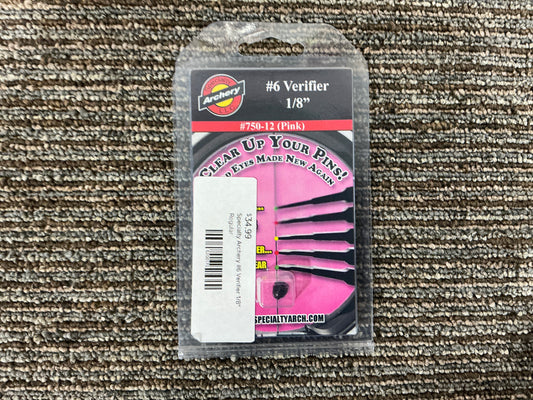 Archery
#6 Verifier
1/8"
#750-12 (Pink)
CLEAR UP YOUR PINS!
EYES MADE NEW AGAIN
$34.99
Specialty Archery #6 Verifier 1/8"
Regular
SPECIALTYARCH.COM